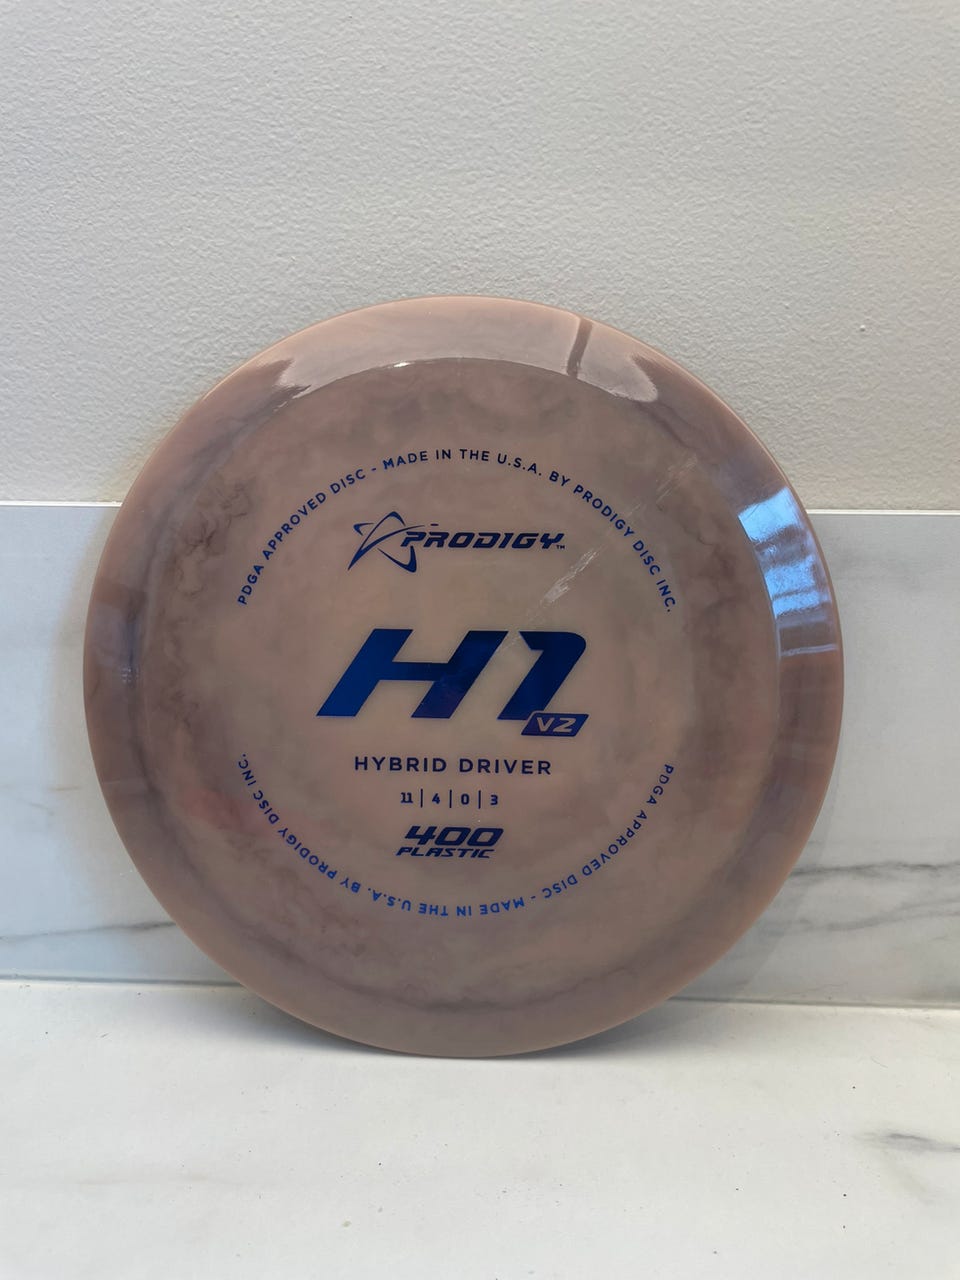 PDGA APPROVED DISC - MADE IN THE U.S.A. BY PRODIGY DISC INC.
PRODIGY™
H1
V2
HYBRID DRIVER
11 | 4 | 0 | 3
400
PLASTIC
PDGA APPROVED DISC - MADE IN THE U.S.A. BY PRODIGY DISC INC.